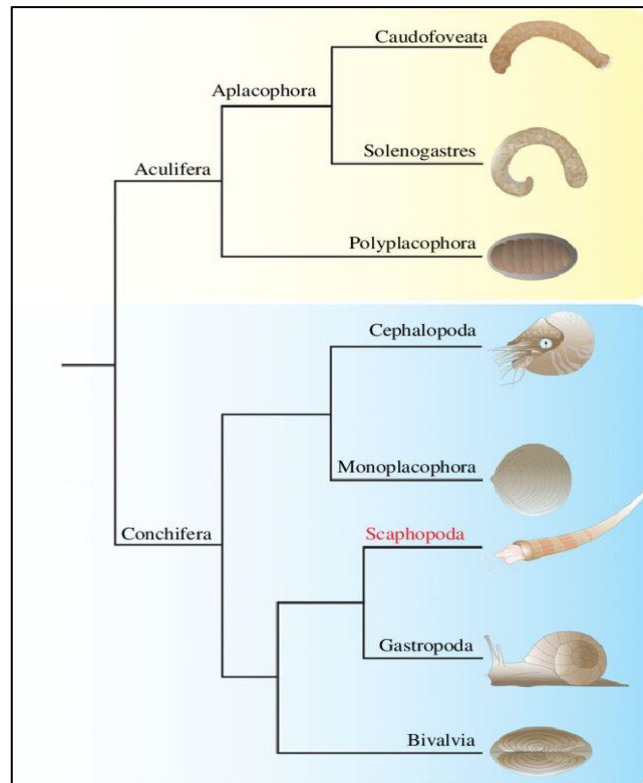 Caudofoveata
Aplacophora
Solenogastres
Aculifera
Polyplacophora
Cephalopoda
Monoplacophora
Conchifera
Scaphopoda
Gastropoda
Bivalvia